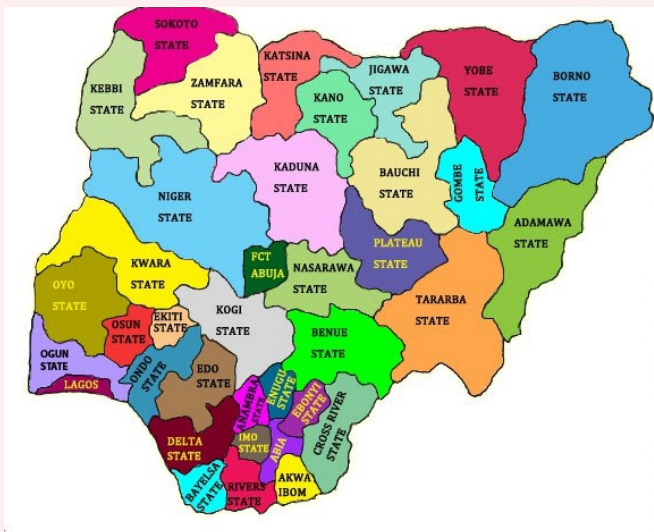 SOKOTO
STATE
KEBBI
STATE
ZAMFARA
STATE
KATSINA
STATE
JIGAWA
STATE
KANO
STATE
YOBE
STATE
BORNO
STATE
KADUNA
STATE
BAUCHI
STATE
GOMBE
STATE
NIGER
STATE
ADAMAWA
STATE
PLATEAU
STATE
FCT
ABUJA
NASARAWA
STATE
KWARA
STATE
OYO
STATE
TARARBA
STATE
KOGI
STATE
OSUN
STATE
EKITI
STATE
BENUE
STATE
OGUN
STATE
LAGOS
ONDO
STATE
EDO
STATE
ANAMBRA
STATE
ENUGU
STATE
EBONYI
STATE
CROSS RIVER
STATE
DELTA
STATE
IMO
STATE
ABIA
BAYELSA
STATE
RIVERS
STATE
AKWA
IBOM